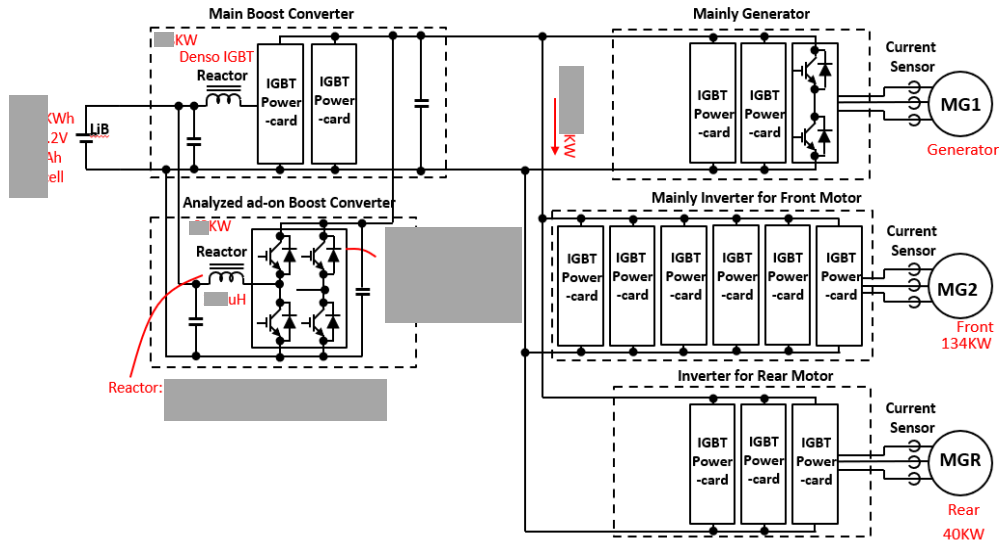 Main Boost Converter
KW
Denso IGBT
Reactor
IGBT
Power
-card
IGBT
Power
-card
KWh
2V
Ah
cell
LiB
Analyzed ad-on Boost Converter
KW
Reactor
uH
Reactor:
KW
Mainly Generator
IGBT
Power
-card
IGBT
Power
-card
Current
Sensor
MG1
Generator
Mainly Inverter for Front Motor
IGBT
Power
-card
IGBT
Power
-card
IGBT
Power
-card
IGBT
Power
-card
IGBT
Power
-card
IGBT
Power
-card
Current
Sensor
MG2
Front
134KW
Inverter for Rear Motor
IGBT
Power
-card
IGBT
Power
-card
IGBT
Power
-card
Current
Sensor
MGR
Rear
40KW